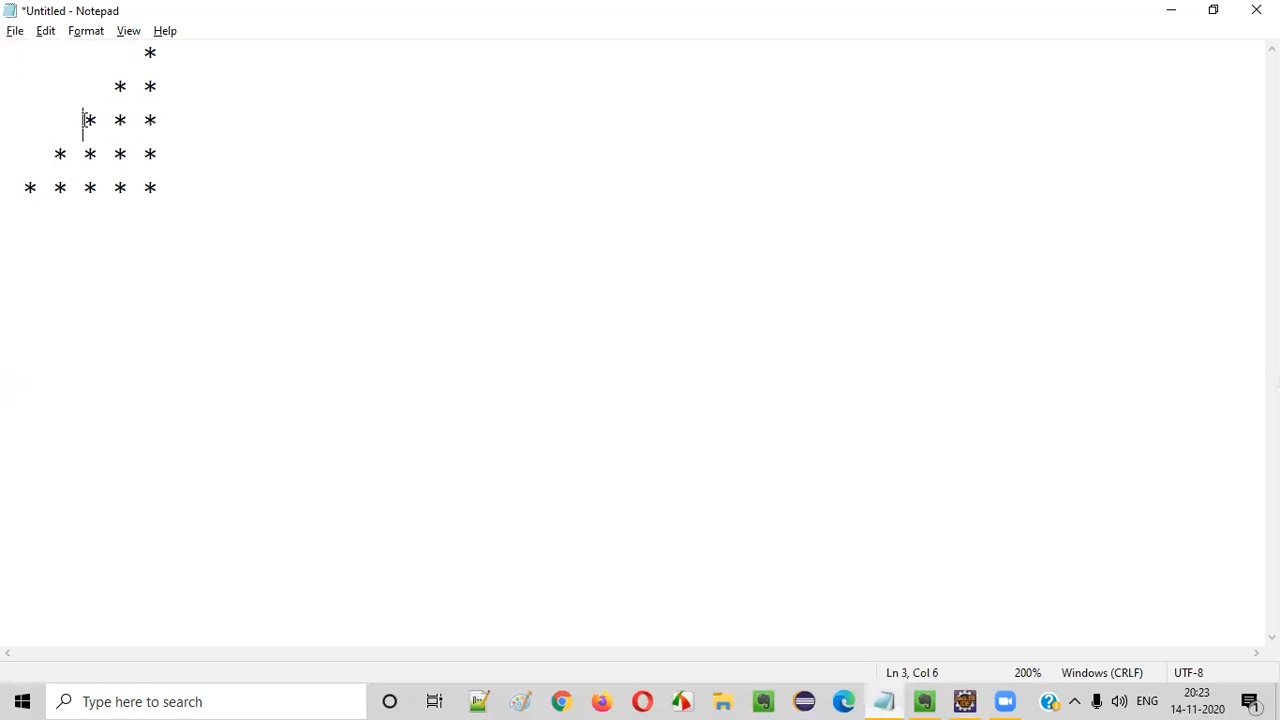 *Untitled - Notepad
File Edit Format View Help
*
* *
* * *
* * * *
* * * * *
Ln 3, Col 6 200% Windows (CRLF) UTF-8
Type here to search ENG 20:23
14-11-2020